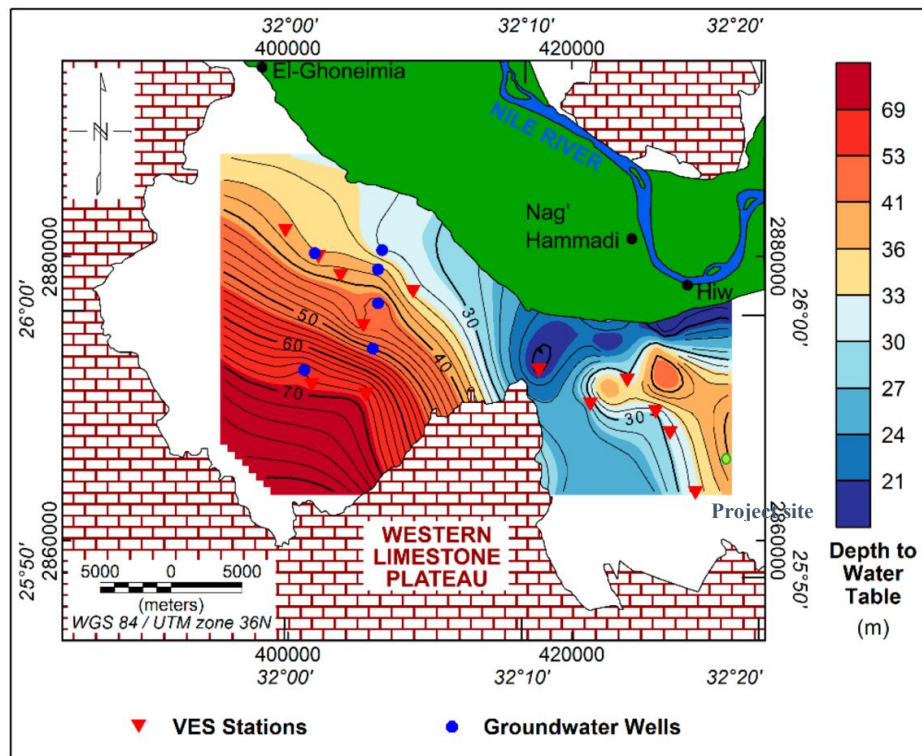 32°00'
32°10'
32°20'
400000
420000
El-Ghoneimia
N
NILE RIVER
Nag'
Hammadi
Hiw
2880000
2880000
26°00'
26°00'
50
60
70
40
30
30
Project site
WESTERN
LIMESTONE
PLATEAU
2860000
2860000
25°50'
25°50'
5000 0 5000
(meters)
WGS 84 / UTM zone 36N
400000
420000
32°00'
32°10'
32°20'
69
53
41
36
33
30
27
24
21
Depth to
Water
Table
(m)
VES Stations
Groundwater Wells